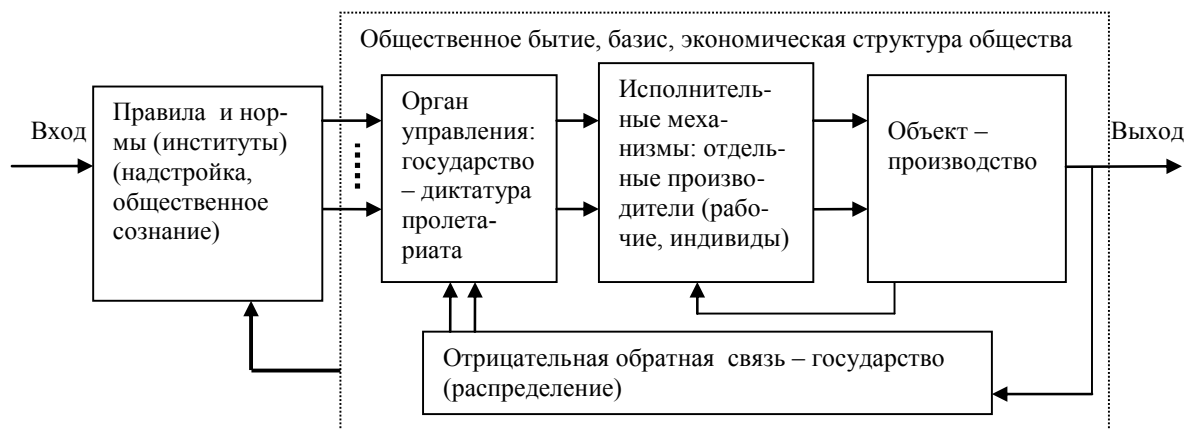 Общественное бытие, базис, экономическая структура общества
Вход
Правила и нор-
мы (институты)
(надстройка,
общественное
сознание)
Орган
управления:
государство
– диктатура
пролета-
риата
Исполнитель-
ные меха-
низмы: отдель-
ные произво-
дители (рабо-
чие, индивиды)
Объект –
производство
Выход
Отрицательная обратная связь – государство
(распределение)